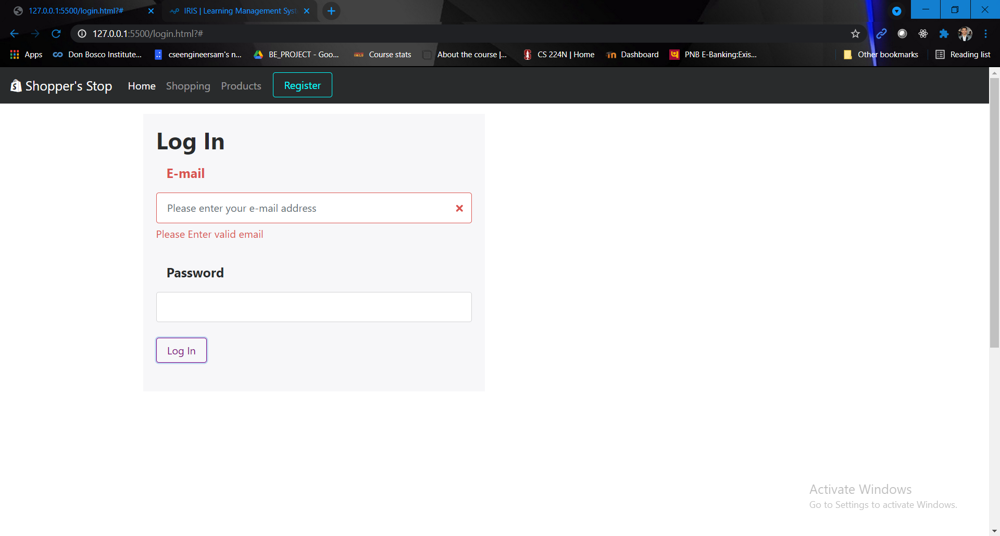 127.0.0.1:5500/login.html?#
IRIS | Learning Management Syst
127.0.0.1:5500/login.html?#
Apps
Don Bosco Institute...
cseengineersam's n...
BE_PROJECT - Goo...
Course stats
About the course |...
CS 224N | Home
Dashboard
PNB E-Banking:Exis...
Other bookmarks
Reading list
Shopper's Stop
Home
Shopping
Products
Register
Log In
E-mail
Please enter your e-mail address
Please Enter valid email
Password
Log In
Activate Windows
Go to Settings to activate Windows.